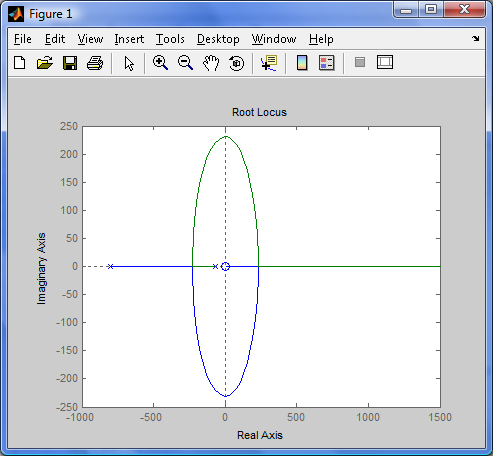 Figure 1
File Edit View Insert Tools Desktop Window Help
Root Locus
250
200
150
100
50
0
-50
-100
-150
-200
-250
Imaginary Axis
-1000 -500 0 500 1000 1500
Real Axis